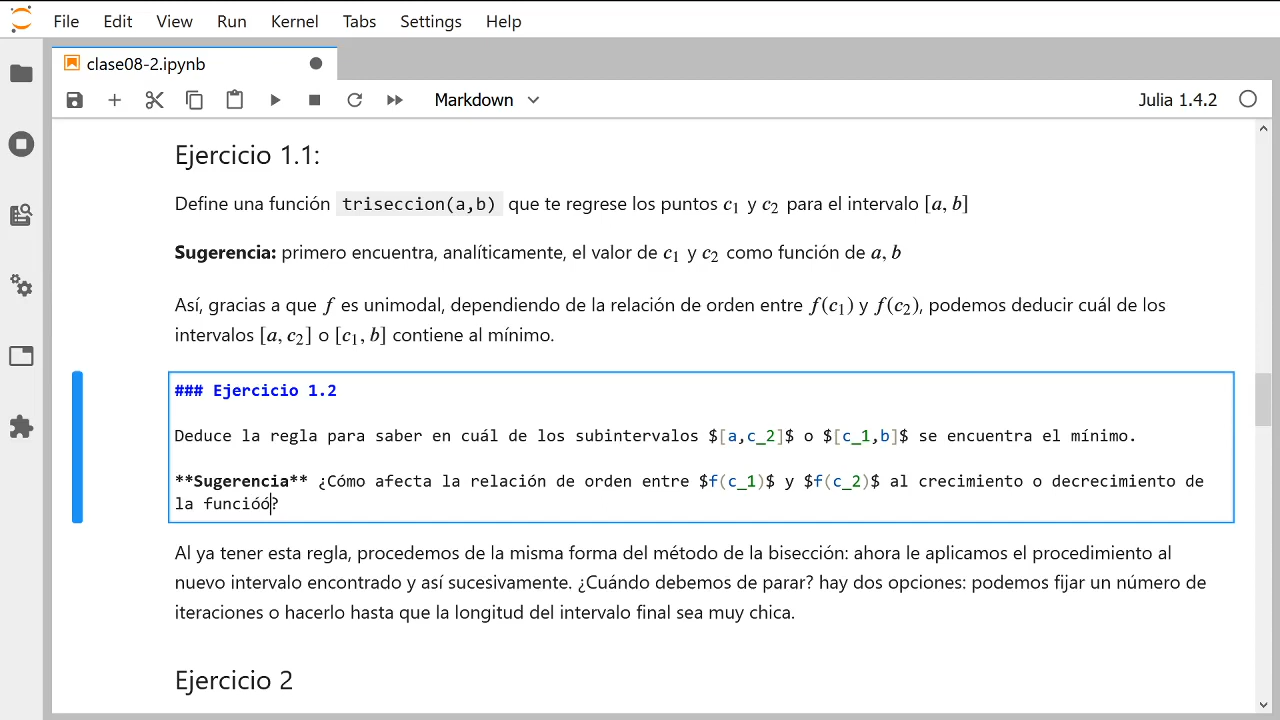 File Edit View Run Kernel Tabs Settings Help
clase08-2.ipynb
Markdown
Julia 1.4.2
Ejercicio 1.1:
Define una función triseccion(a,b) que te regrese los puntos c₁ y c₂ para el intervalo [a, b]
Sugerencia: primero encuentra, analíticamente, el valor de c₁ y c₂ como función de a, b
Así, gracias a que f es unimodal, dependiendo de la relación de orden entre f(c₁) y f(c₂), podemos deducir cuál de los
intervalos [a, c₂] o [c₁, b] contiene al mínimo.
### Ejercicio 1.2
Deduce la regla para saber en cuál de los subintervalos $[a,c_2]$ o $[c_1,b]$ se encuentra el mínimo.
**Sugerencia** ¿Cómo afecta la relación de orden entre $f(c_1)$ y $f(c_2)$ al crecimiento o decrecimiento de
la funcióó?
Al ya tener esta regla, procedemos de la misma forma del método de la bisección: ahora le aplicamos el procedimiento al
nuevo intervalo encontrado y así sucesivamente. ¿Cuándo debemos de parar? hay dos opciones: podemos fijar un número de
iteraciones o hacerlo hasta que la longitud del intervalo final sea muy chica.
Ejercicio 2